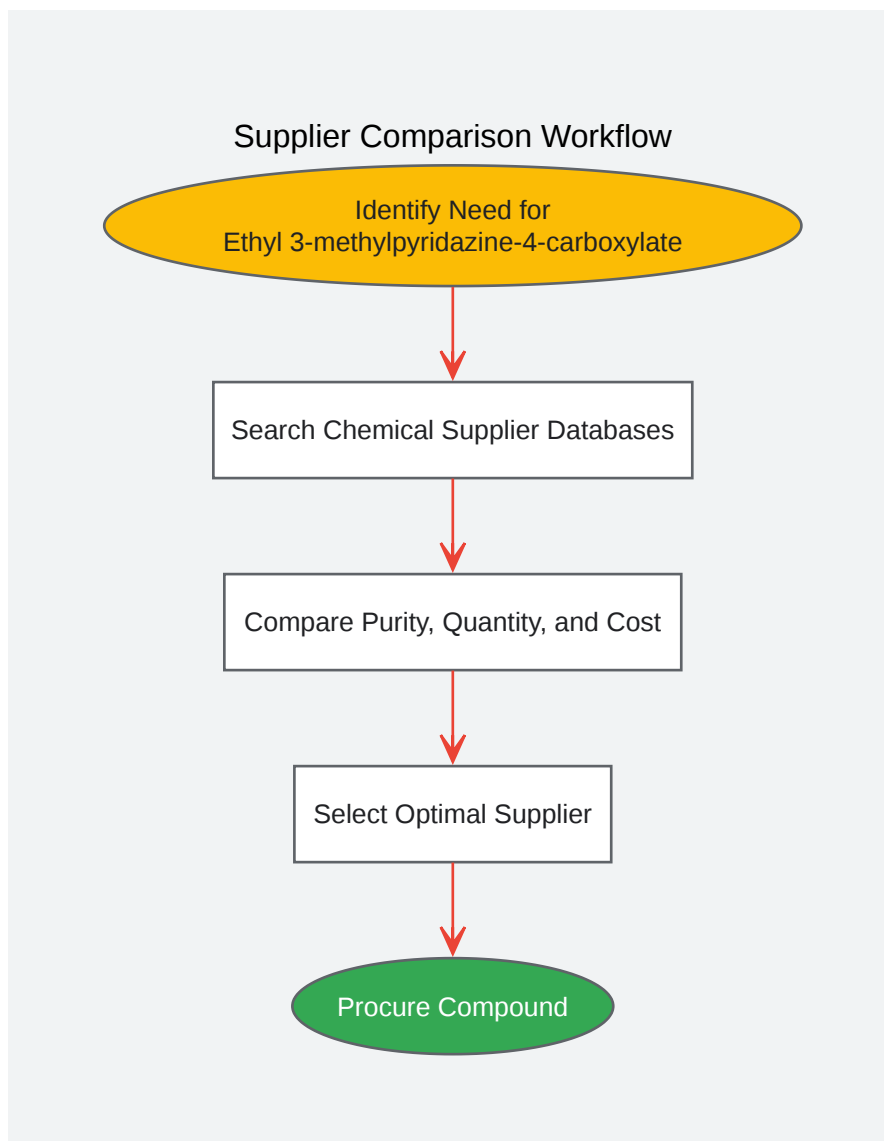 Supplier Comparison Workflow
Identify Need for
Ethyl 3-methylpyridazine-4-carboxylate
Search Chemical Supplier Databases
Compare Purity, Quantity, and Cost
Select Optimal Supplier
Procure Compound